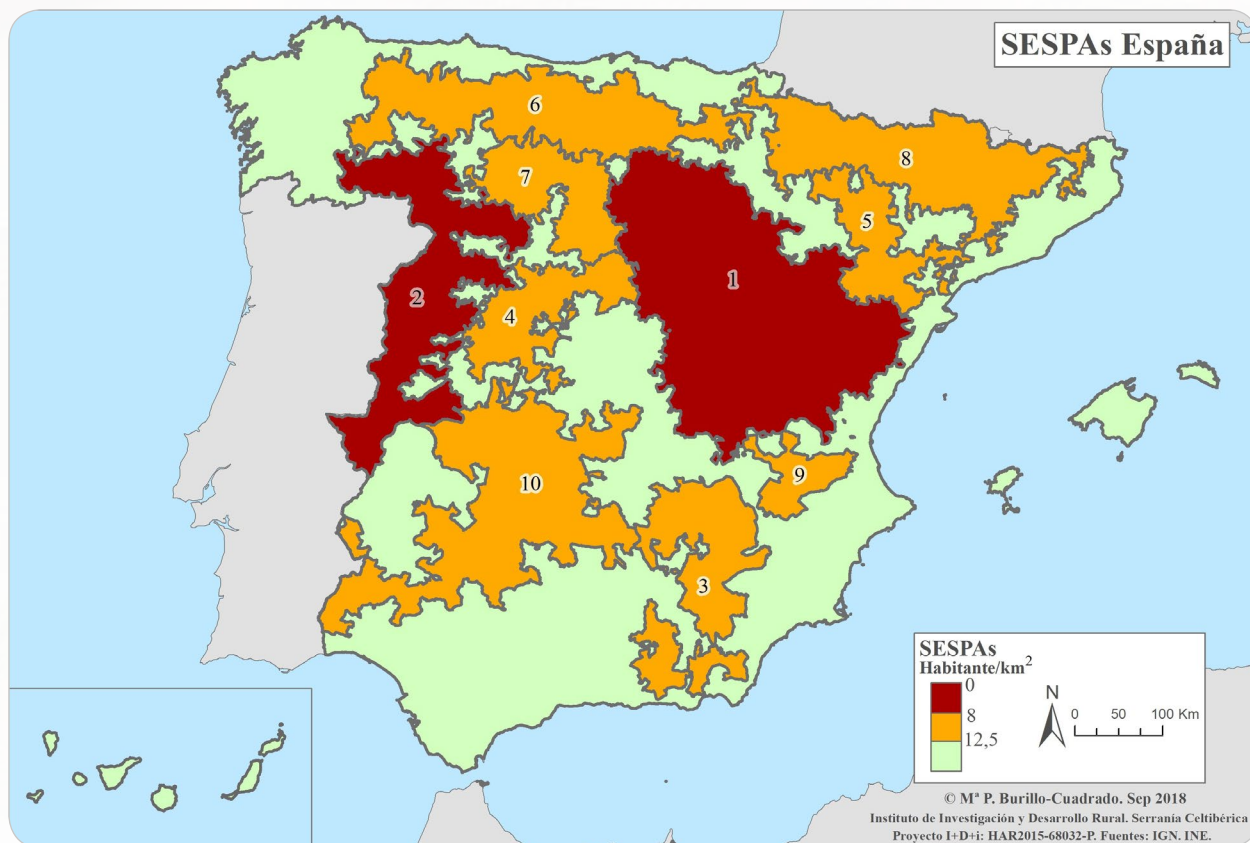 SESPAs España
6
8
7
5
1
2
4
9
10
3
SESPAs
Habitante/km²
0
8
12,5
N
0 50 100 Km
© Mª P. Burillo-Cuadrado. Sep 2018
Instituto de Investigación y Desarrollo Rural. Serranía Celtibérica
Proyecto I+D+i: HAR2015-68032-P. Fuentes: IGN. INE.